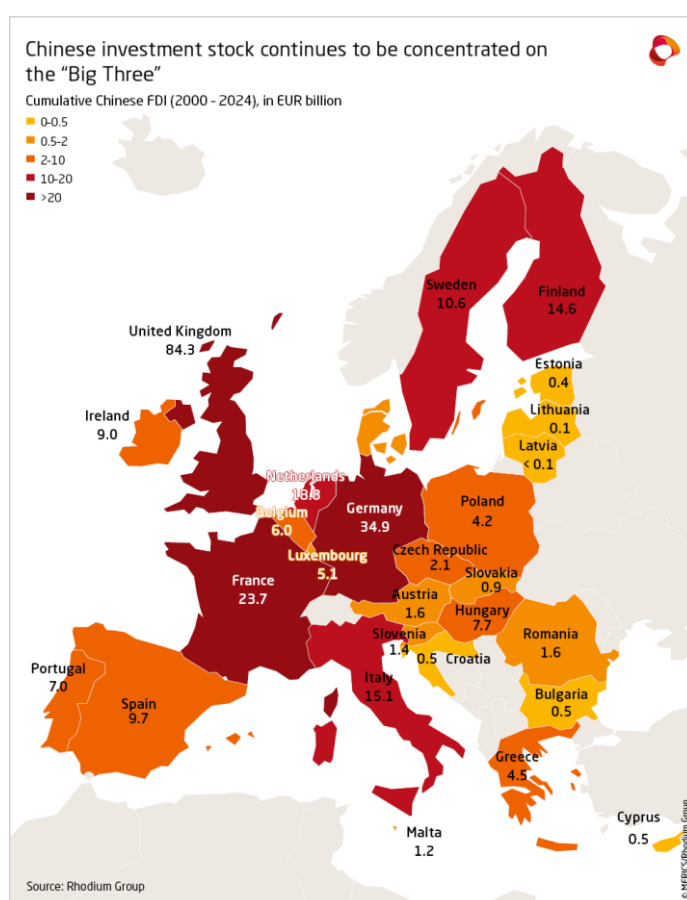 Chinese investment stock continues to be concentrated on
the “Big Three”
Cumulative Chinese FDI (2000 - 2024), in EUR billion
0-0.5
0.5-2
2-10
10-20
>20
Sweden
10.6
Finland
14.6
United Kingdom
84.3
Estonia
0.4
Ireland
9.0
Lithuania
0.1
Latvia
< 0.1
Netherlands
18.8
Belgium
6.0
Germany
34.9
Poland
4.2
Luxembourg
5.1
Czech Republic
2.1
Slovakia
0.9
France
23.7
Austria
1.6
Hungary
7.7
Slovenia
1.4
0.5 Croatia
Romania
1.6
Portugal
7.0
Spain
9.7
Italy
15.1
Bulgaria
0.5
Greece
4.5
Malta
1.2
Cyprus
0.5
Source: Rhodium Group
© MERICS/Rhodium Group